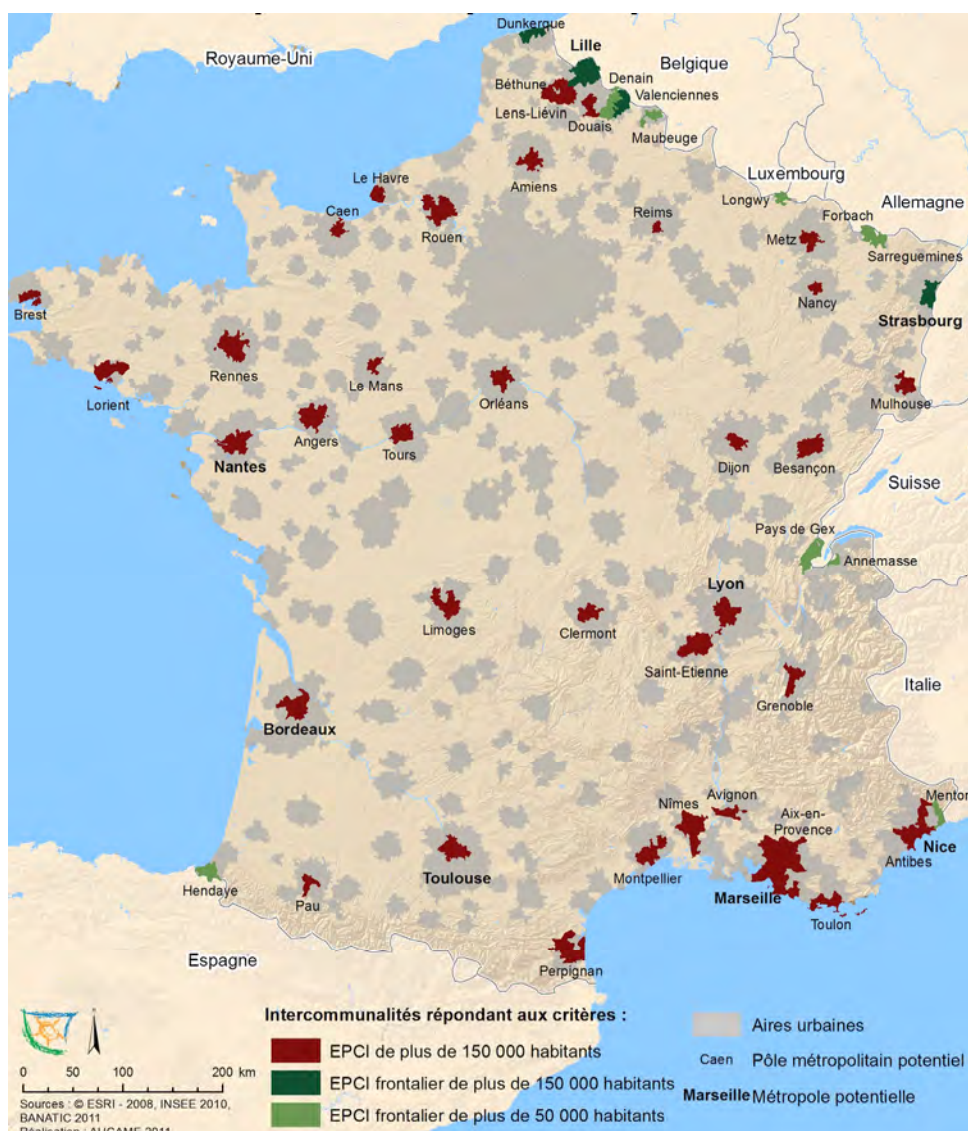 Dunkerque
Royaume-Uni
Lille
Belgique
Béthune
Denain
Valenciennes
Lens-Liévin
Douais
Maubeuge
Amiens
Le Havre
Luxembourg
Longwy
Allemagne
Caen
Rouen
Reims
Forbach
Metz
Sarreguemines
Nancy
Brest
Strasbourg
Rennes
Le Mans
Orléans
Lorient
Mulhouse
Angers
Tours
Nantes
Dijon
Besançon
Suisse
Pays de Gex
Annemasse
Lyon
Limoges
Clermont
Saint-Etienne
Grenoble
Italie
Bordeaux
Menton
Avignon
Nîmes
Aix-en-
Provence
Nice
Antibes
Hendaye
Pau
Toulouse
Montpellier
Marseille
Toulon
Espagne
Perpignan
Intercommunalités répondant aux critères :
EPCI de plus de 150 000 habitants
EPCI frontalier de plus de 150 000 habitants
EPCI frontalier de plus de 50 000 habitants
Aires urbaines
Caen Pôle métropolitain potentiel
Marseille Métropole potentielle
0 50 100 200 km
Sources : © ESRI - 2008, INSEE 2010,
BANATIC 2011